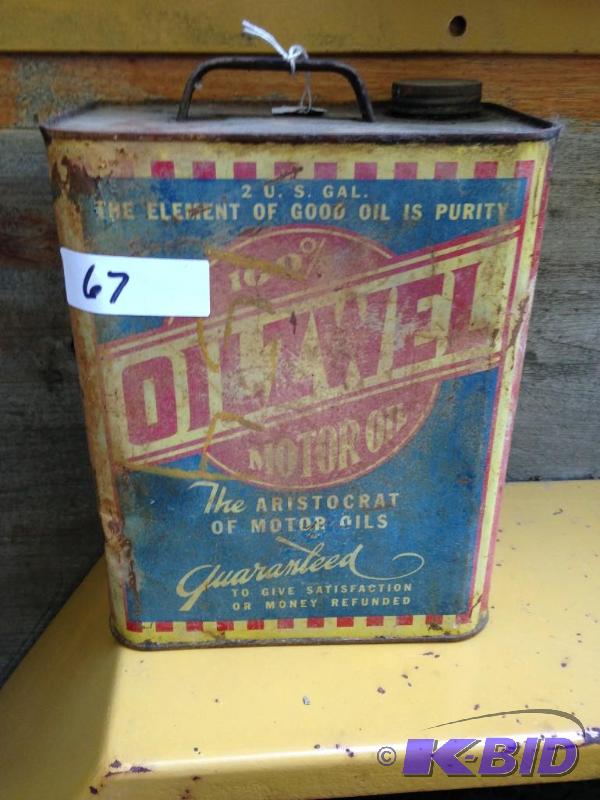 2 U. S. GAL.
THE ELEMENT OF GOOD OIL IS PURITY
67
100%
OILZWEL
MOTOR OIL
The ARISTOCRAT
OF MOTOR OILS
Guaranteed
TO GIVE SATISFACTION
OR MONEY REFUNDED
© K-BID